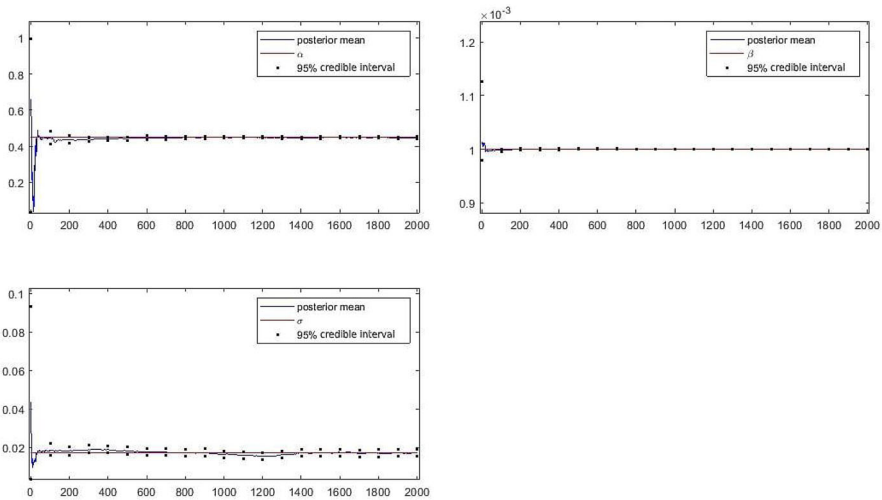 posterior mean
α
95% credible interval
1
0.8
0.6
0.4
0.2
0 200 400 600 800 1000 1200 1400 1600 1800 2000
×10-3
posterior mean
β
95% credible interval
1.2
1.1
1
0.9
0 200 400 600 800 1000 1200 1400 1600 1800 2000
posterior mean
σ
95% credible interval
0.1
0.08
0.06
0.04
0.02
0 200 400 600 800 1000 1200 1400 1600 1800 2000